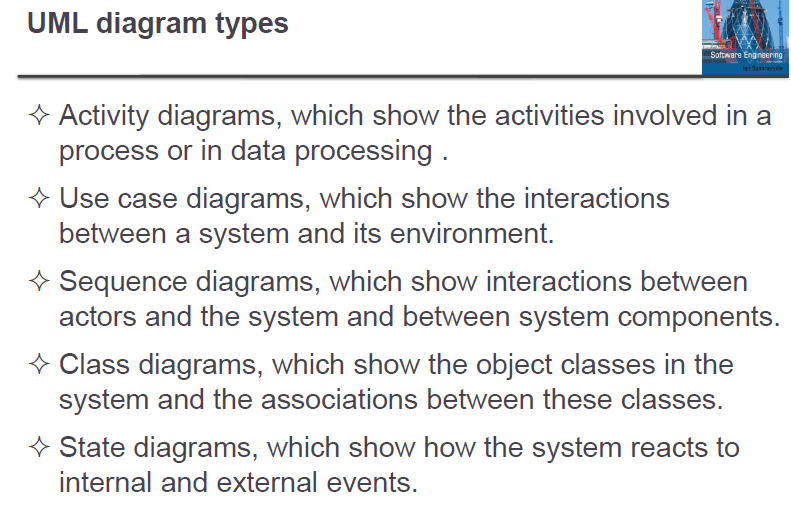 UML diagram types
Software Engineering
Ian Sommerville
✧ Activity diagrams, which show the activities involved in a
process or in data processing .
✧ Use case diagrams, which show the interactions
between a system and its environment.
✧ Sequence diagrams, which show interactions between
actors and the system and between system components.
✧ Class diagrams, which show the object classes in the
system and the associations between these classes.
✧ State diagrams, which show how the system reacts to
internal and external events.